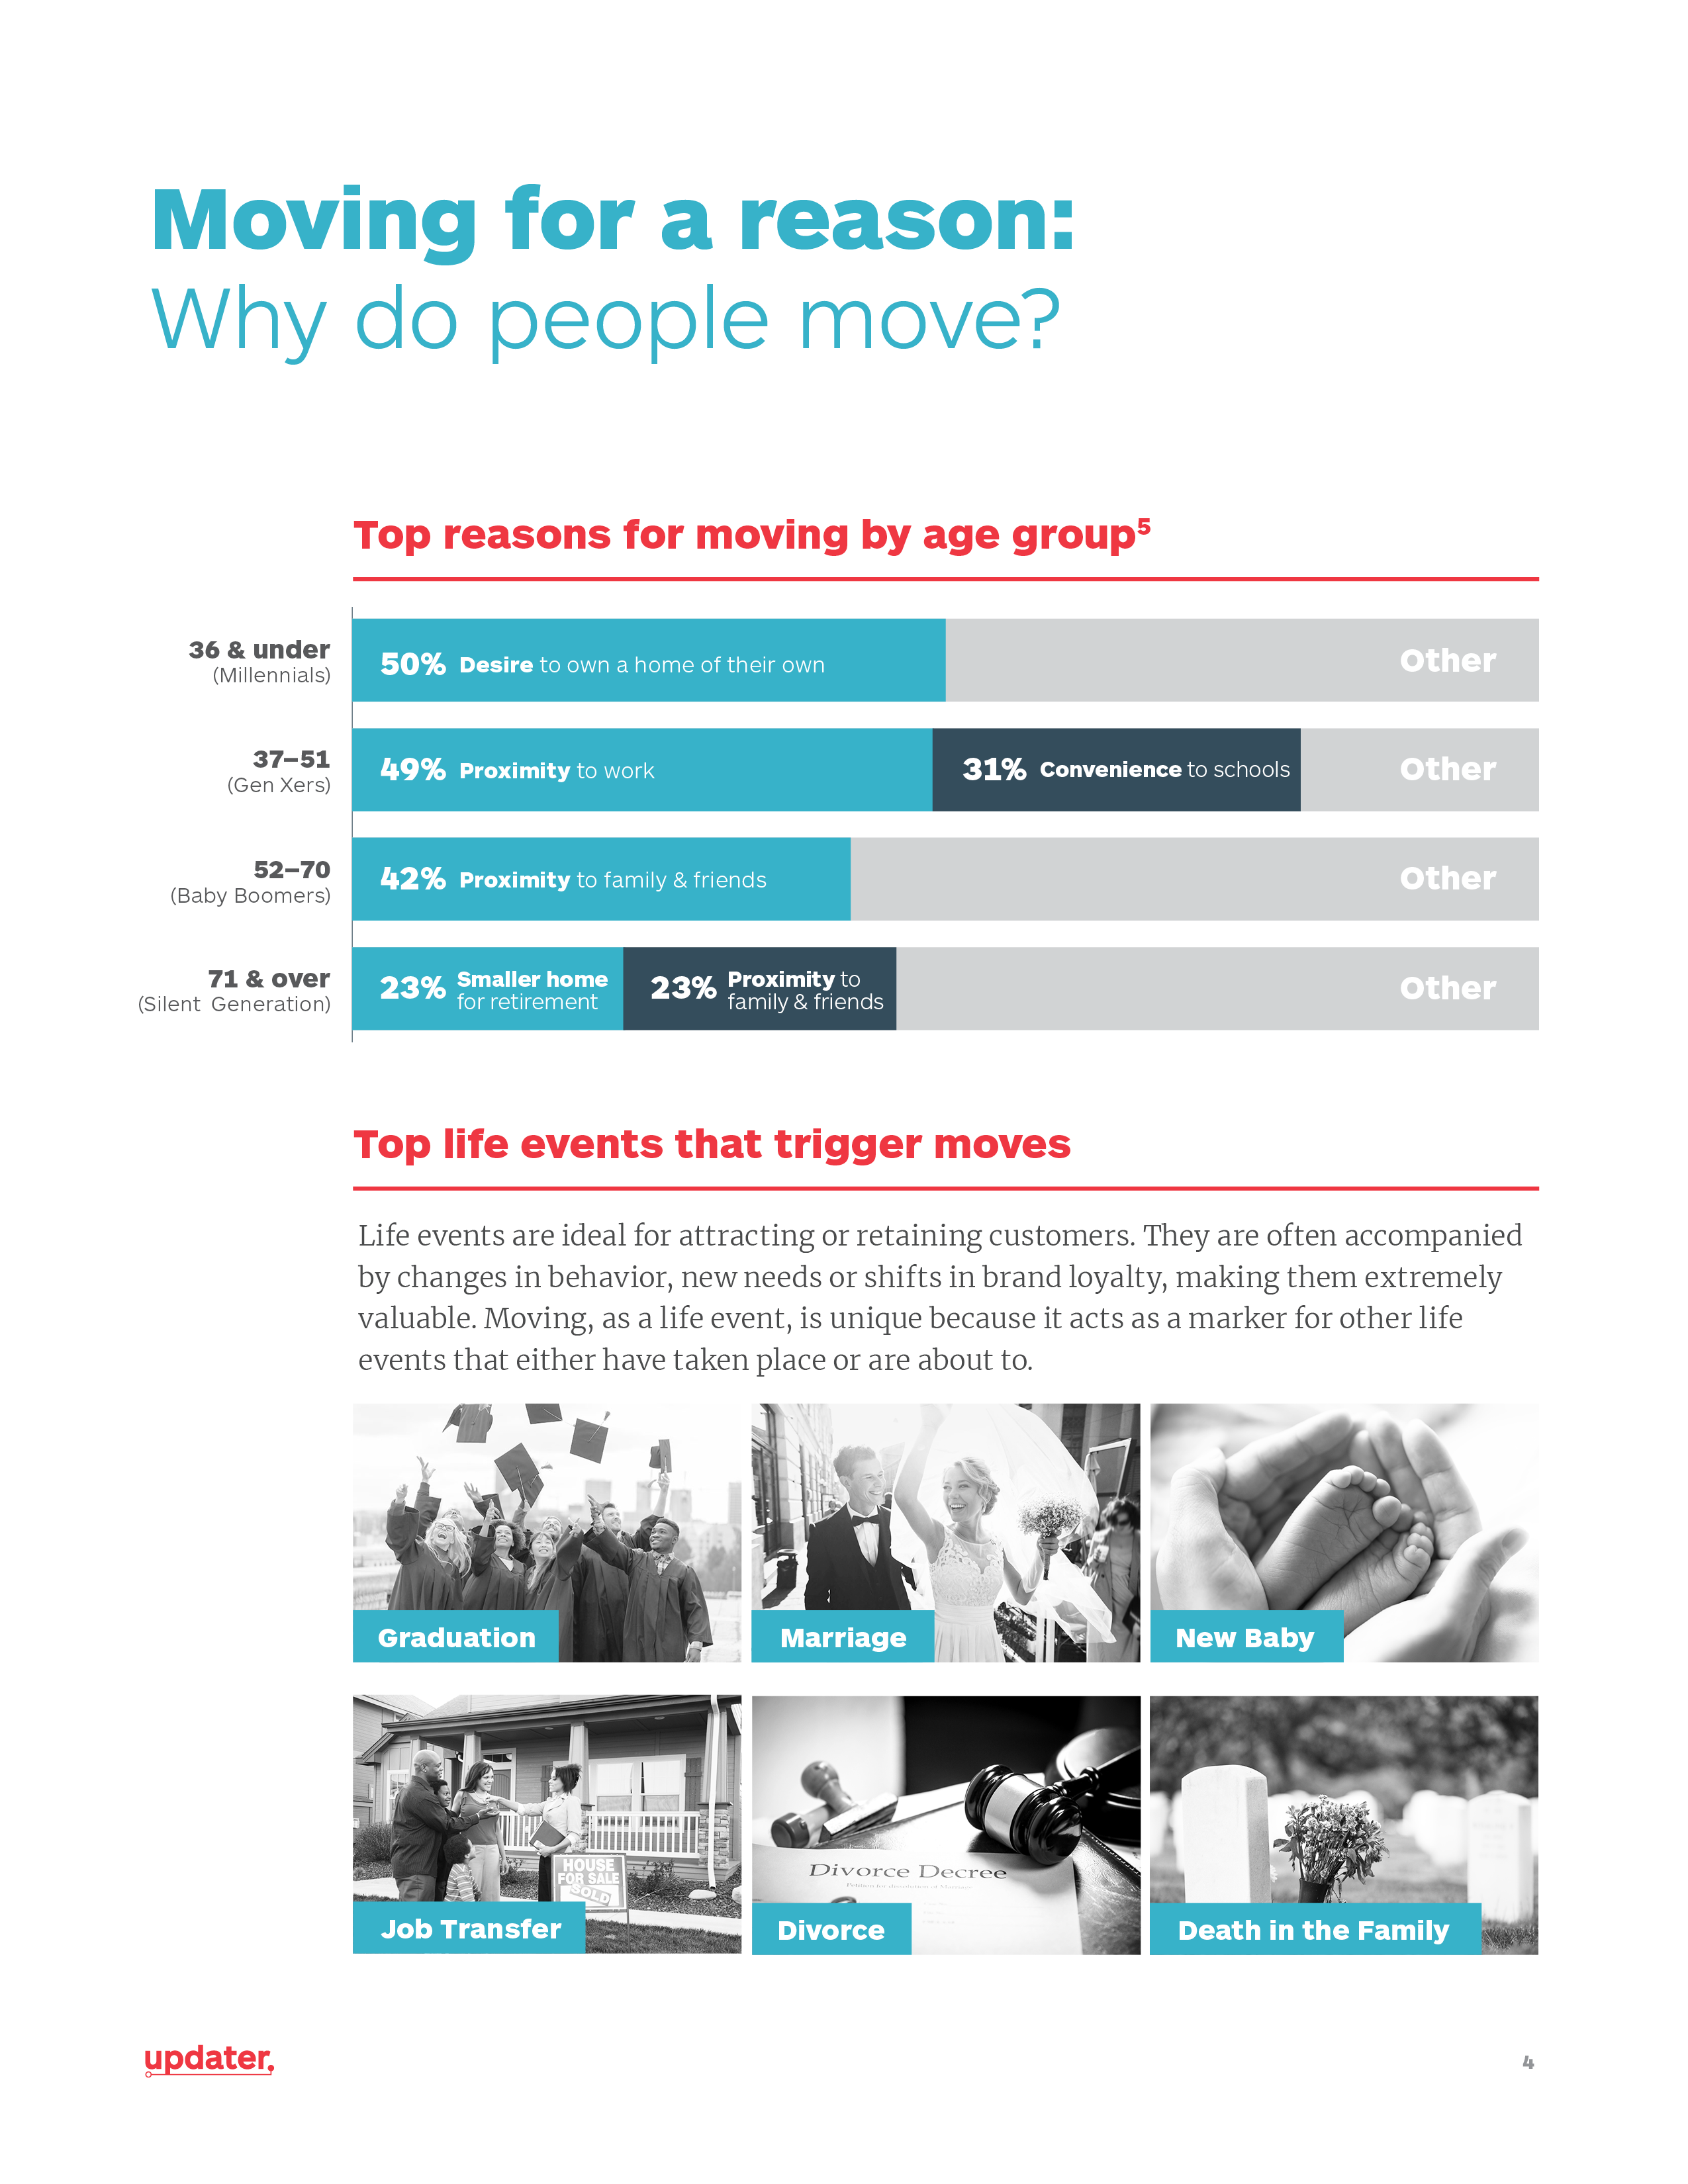 Moving for a reason:
Why do people move?
Top reasons for moving by age group⁵
36 & under
(Millennials)
50% Desire to own a home of their own
Other
37–51
(Gen Xers)
49% Proximity to work
31% Convenience to schools
Other
52–70
(Baby Boomers)
42% Proximity to family & friends
Other
71 & over
(Silent Generation)
23% Smaller home
for retirement
23% Proximity to
family & friends
Other
Top life events that trigger moves
Life events are ideal for attracting or retaining customers. They are often accompanied
by changes in behavior, new needs or shifts in brand loyalty, making them extremely
valuable. Moving, as a life event, is unique because it acts as a marker for other life
events that either have taken place or are about to.
Graduation
Marriage
New Baby
HOUSE
FOR SALE
SOLD
Job Transfer
Divorce Decree
Divorce
Death in the Family
updater.
4